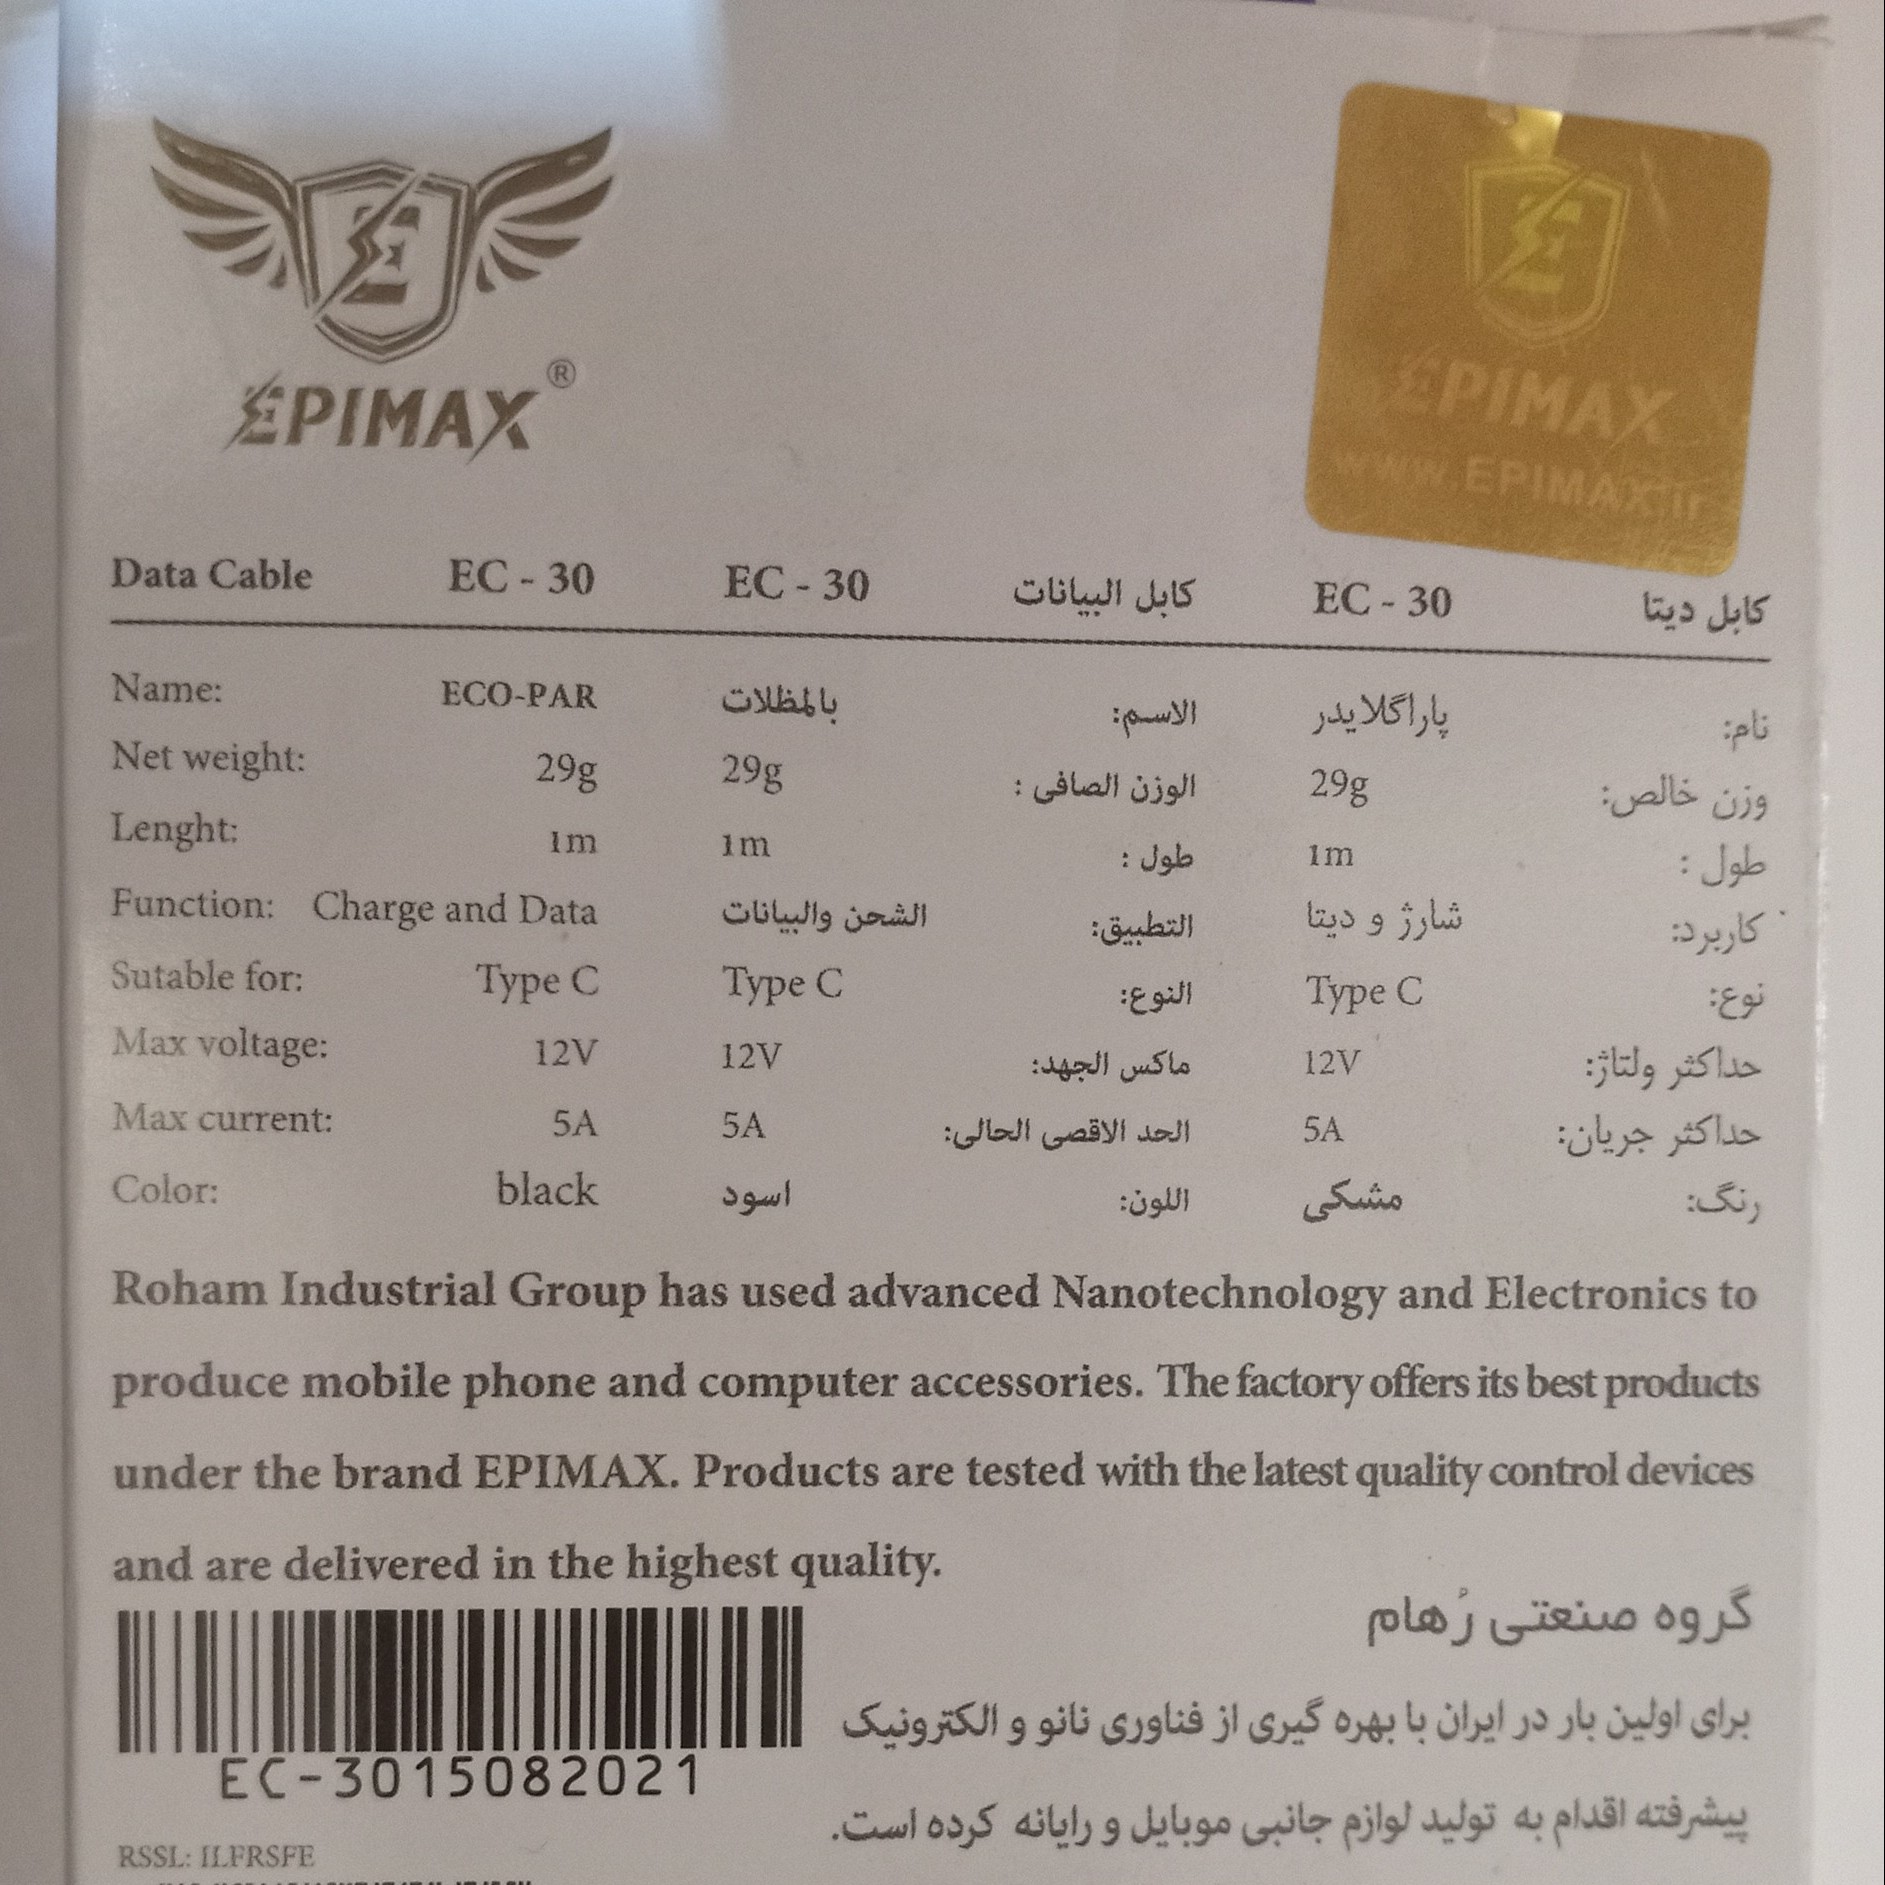 EPIMAX®
EPIMAX
www.EPIMAX.ir
Data Cable EC - 30 EC - 30 كابل البيانات EC - 30 کابل دیتا
Name: ECO-PAR بالمظلات الاسم: پاراگلایدر نام:
Net weight: 29g 29g الوزن الصافی : 29g وزن خالص:
Lenght: 1m 1m طول : 1m طول :
Function: Charge and Data الشحن والبيانات التطبيق: شارژ و دیتا کاربرد:
Sutable for: Type C Type C النوع: Type C نوع:
Max voltage: 12V 12V ماكس الجهد: 12V حداکثر ولتاژ:
Max current: 5A 5A الحد الاقصى الحالى: 5A حداکثر جریان:
Color: black اسود اللون: مشکی رنگ:
Roham Industrial Group has used advanced Nanotechnology and Electronics to
produce mobile phone and computer accessories. The factory offers its best products
under the brand EPIMAX. Products are tested with the latest quality control devices
and are delivered in the highest quality.
گروه صنعتی رُهام
برای اولین بار در ایران با بهره گیری از فناوری نانو و الکترونیک
پیشرفته اقدام به تولید لوازم جانبی موبایل و رایانه کرده است.
EC-3015082021
RSSL: ILFRSFE